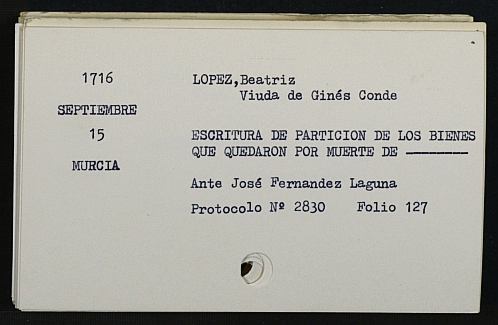 1716
SEPTIEMBRE
15
MURCIA
LOPEZ,Beatriz
Viuda de Ginés Conde
ESCRITURA DE PARTICION DE LOS BIENES
QUE QUEDARON POR MUERTE DE ---------
Ante José Fernandez Laguna
Protocolo Nº 2830 Folio 127